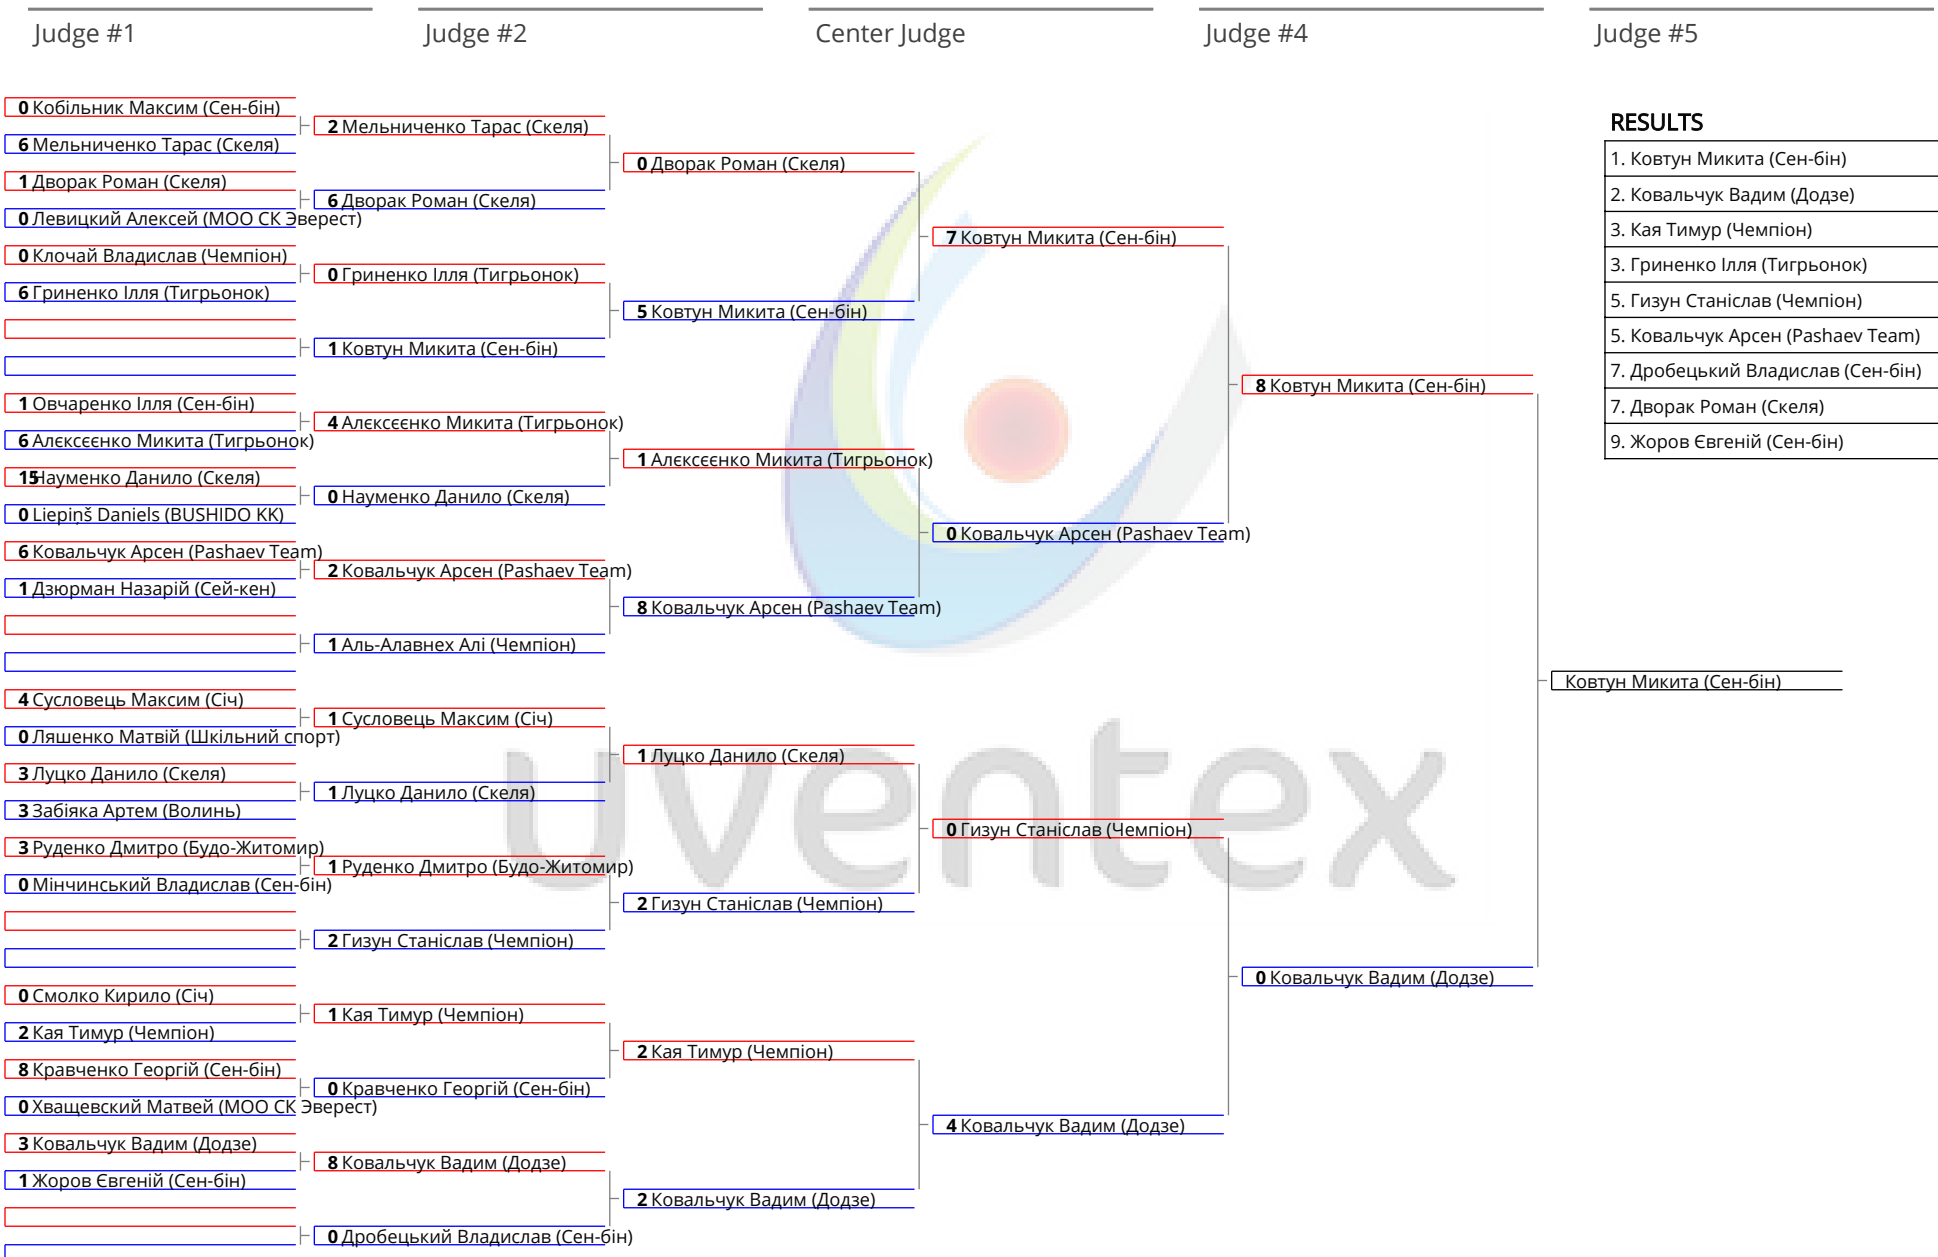 Judge #1
Judge #2
Center Judge
Judge #4
Judge #5
0 Кобільник Максим (Сен-бін)
6 Мельниченко Тарас (Скеля)
1 Дворак Роман (Скеля)
0 Левицкий Алексей (МОО СК Эверест)
0 Клочай Владислав (Чемпіон)
6 Гриненко Ілля (Тигрьонок)
1 Овчаренко Ілля (Сен-бін)
6 Алєксєєнко Микита (Тигрьонок)
15 Науменко Данило (Скеля)
0 Liepiņš Daniels (BUSHIDO KK)
6 Ковальчук Арсен (Pashaev Team)
1 Дзюрман Назарій (Сей-кен)
4 Сусловець Максим (Січ)
0 Ляшенко Матвій (Шкільний спорт)
3 Луцко Данило (Скеля)
3 Забіяка Артем (Волинь)
3 Руденко Дмитро (Будо-Житомир)
0 Мінчинський Владислав (Сен-бін)
0 Смолко Кирило (Січ)
2 Кая Тимур (Чемпіон)
8 Кравченко Георгій (Сен-бін)
0 Хващевский Матвей (МОО СК Эверест)
3 Ковальчук Вадим (Додзе)
1 Жоров Євгеній (Сен-бін)
2 Мельниченко Тарас (Скеля)
6 Дворак Роман (Скеля)
0 Гриненко Ілля (Тигрьонок)
1 Ковтун Микита (Сен-бін)
4 Алєксєєнко Микита (Тигрьонок)
0 Науменко Данило (Скеля)
2 Ковальчук Арсен (Pashaev Team)
1 Аль-Алавнех Алі (Чемпіон)
1 Сусловець Максим (Січ)
1 Луцко Данило (Скеля)
1 Руденко Дмитро (Будо-Житомир)
2 Гизун Станіслав (Чемпіон)
1 Кая Тимур (Чемпіон)
0 Кравченко Георгій (Сен-бін)
8 Ковальчук Вадим (Додзе)
0 Дробецький Владислав (Сен-бін)
0 Дворак Роман (Скеля)
5 Ковтун Микита (Сен-бін)
1 Алєксєєнко Микита (Тигрьонок)
8 Ковальчук Арсен (Pashaev Team)
1 Луцко Данило (Скеля)
2 Гизун Станіслав (Чемпіон)
2 Кая Тимур (Чемпіон)
2 Ковальчук Вадим (Додзе)
7 Ковтун Микита (Сен-бін)
0 Ковальчук Арсен (Pashaev Team)
0 Гизун Станіслав (Чемпіон)
4 Ковальчук Вадим (Додзе)
8 Ковтун Микита (Сен-бін)
0 Ковальчук Вадим (Додзе)
Ковтун Микита (Сен-бін)
RESULTS
1. Ковтун Микита (Сен-бін)
2. Ковальчук Вадим (Додзе)
3. Кая Тимур (Чемпіон)
3. Гриненко Ілля (Тигрьонок)
5. Гизун Станіслав (Чемпіон)
5. Ковальчук Арсен (Pashaev Team)
7. Дробецький Владислав (Сен-бін)
7. Дворак Роман (Скеля)
9. Жоров Євгеній (Сен-бін)
uventex